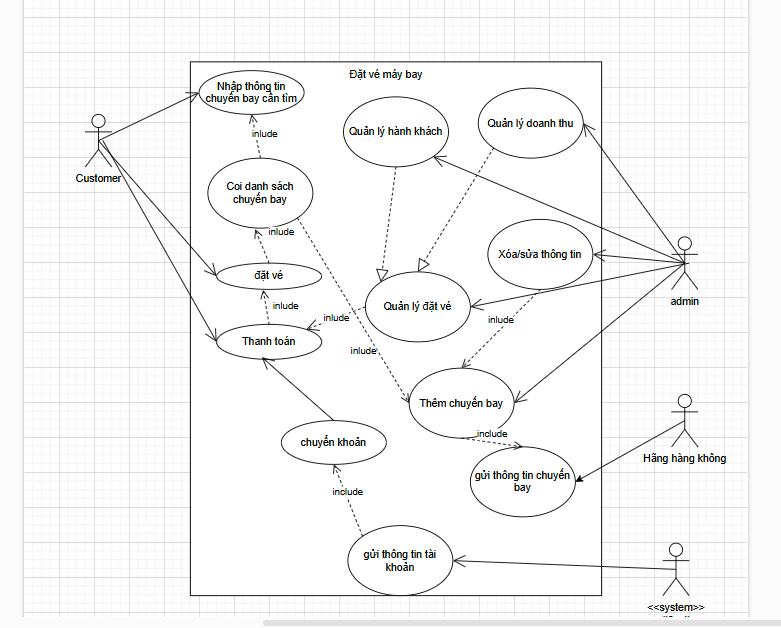 Đặt vé máy bay
Nhập thông tin
chuyến bay cần tìm
Quản lý hành khách
Quản lý doanh thu
inlude
Customer
Coi danh sách
chuyến bay
inlude
Xóa/sửa thông tin
đặt vé
admin
inlude
Quản lý đặt vé
inlude
inlude
Thanh toán
inlude
Thêm chuyến bay
include
chuyển khoản
Hãng hàng không
gửi thông tin chuyến
bay
include
gửi thông tin tài
khoản
<<system>>